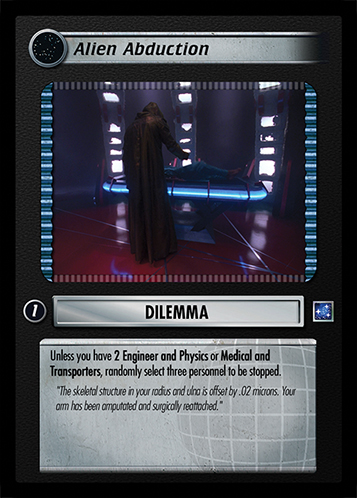 Alien Abduction
1 DILEMMA
Unless you have 2 Engineer and Physics or Medical and
Transporters, randomly select three personnel to be stopped.
"The skeletal structure in your radius and ulna is offset by .02 microns. Your
arm has been amputated and surgically reattached."